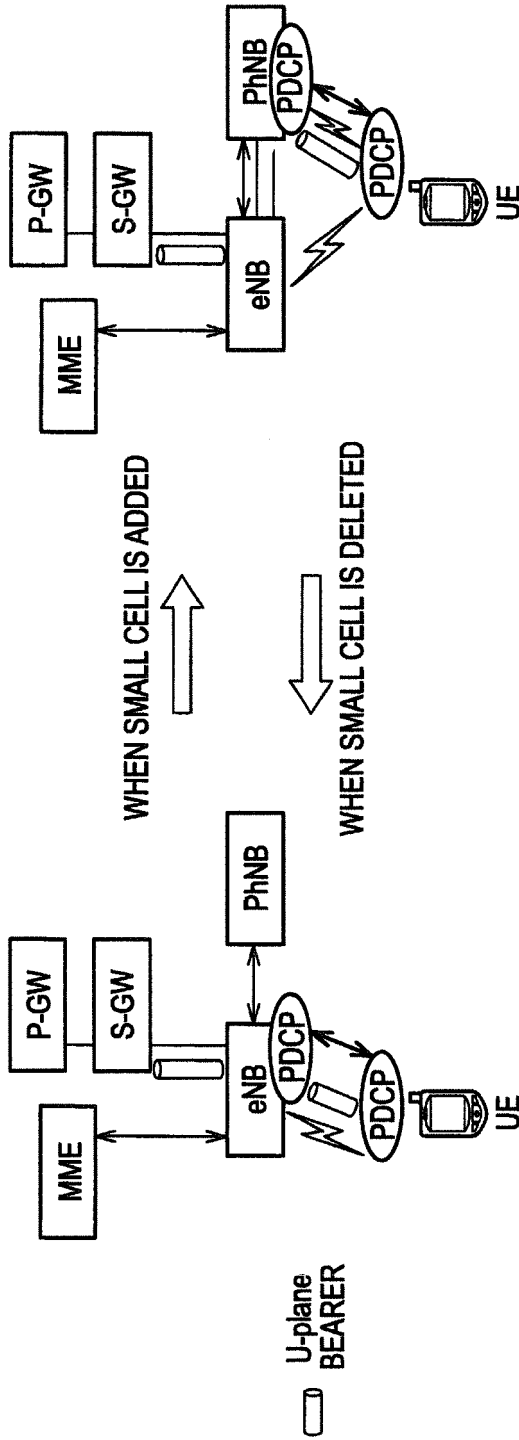 P-GW
S-GW
MME
eNB
PhNB
PDCP
PDCP
UE
U-plane
BEARER
WHEN SMALL CELL IS ADDED
WHEN SMALL CELL IS DELETED
P-GW
S-GW
MME
eNB
PhNB
PDCP
PDCP
UE